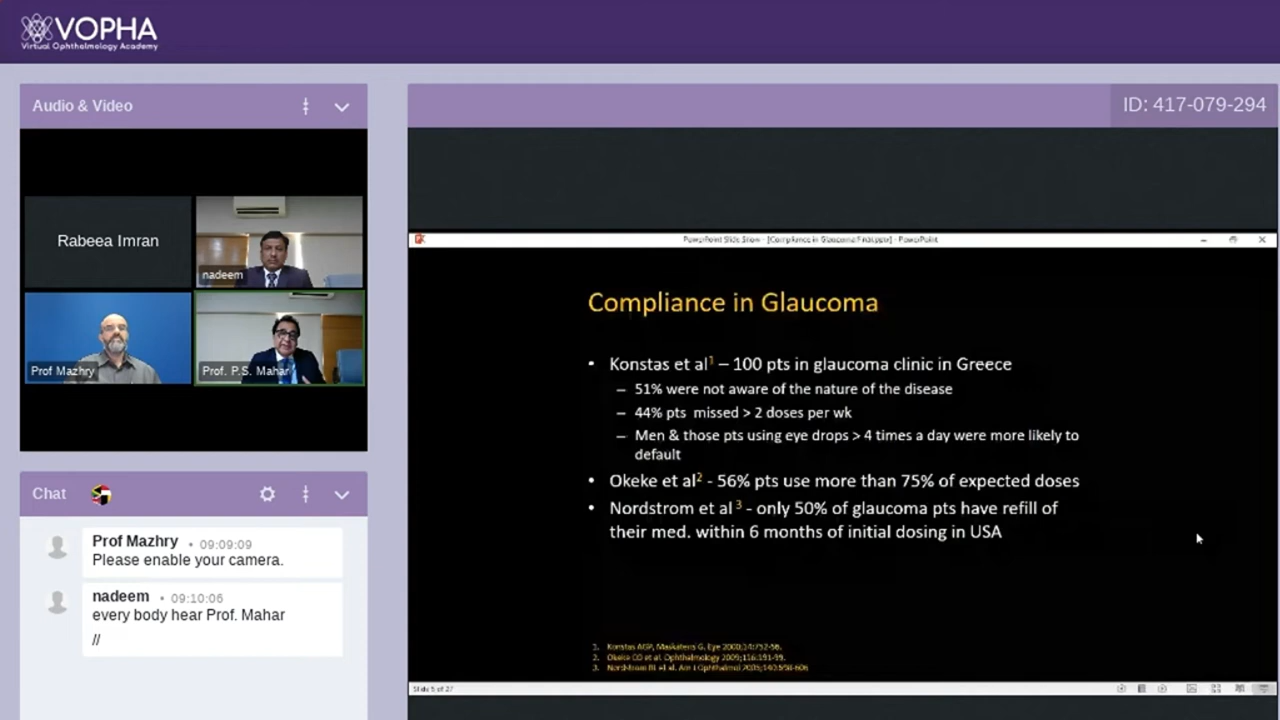 VOPHA
Virtual Ophthalmology Academy
Audio & Video
ID: 417-079-294
Rabeea Imran
nadeem
Prof Mazhry
Prof. P.S. Mahar
Chat
Prof Mazhry • 09:09:09
Please enable your camera.
nadeem • 09:10:06
every body hear Prof. Mahar
//
PowerPoint Slide Show - [Compliance in Glaucoma Final.ppt] - PowerPoint
Compliance in Glaucoma
• Konstas et al1 – 100 pts in glaucoma clinic in Greece
– 51% were not aware of the nature of the disease
– 44% pts missed > 2 doses per wk
– Men & those pts using eye drops > 4 times a day were more likely to
default
• Okeke et al2 - 56% pts use more than 75% of expected doses
• Nordstrom et al 3 - only 50% of glaucoma pts have refill of
their med. within 6 months of initial dosing in USA
1. Konstas AGP, G. Eye 2000;14:752-56.
2. Okeke CO et al. Ophthalmology 2009;116:191-99.
3. Nordstrom BL et al. Am J Ophthalmol 2005;140:598-606
Slide 5 of 27